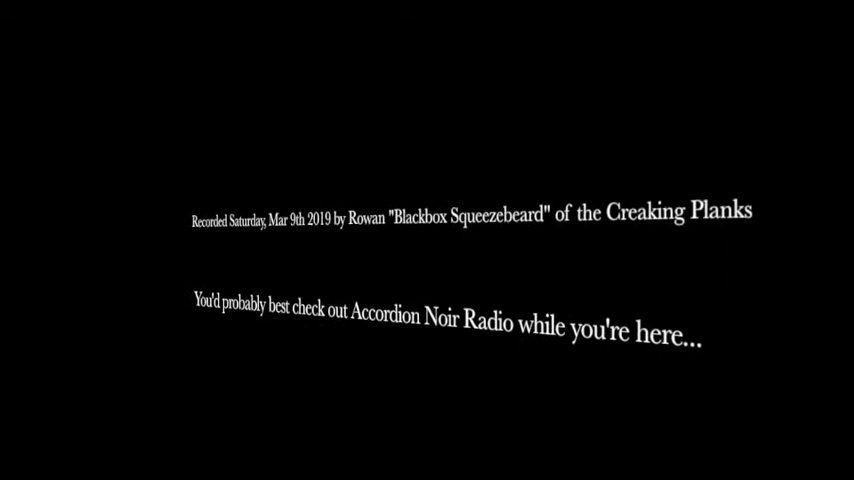 Recorded Saturday, Mar 9th 2019 by Rowan "Blackbox Squeezebeard" of the Creaking Planks
You'd probably best check out Accordion Noir Radio while you're here...